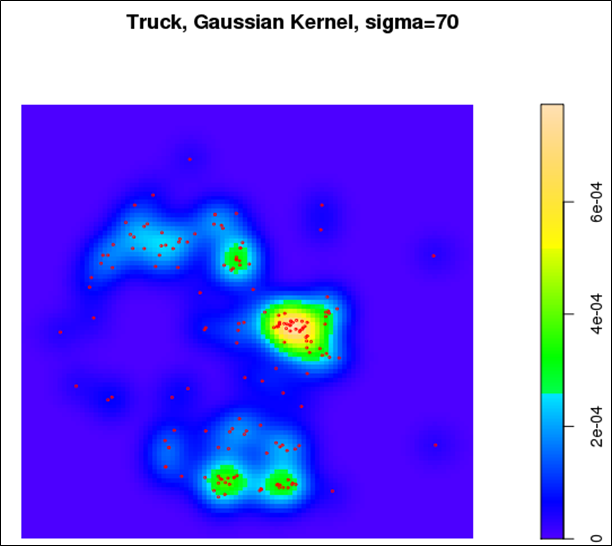 Truck, Gaussian Kernel, sigma=70
6e-04
4e-04
2e-04
0